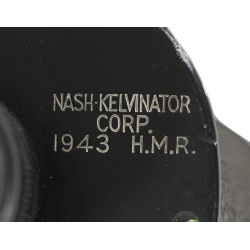 NASH-KELVINATOR
CORP.
1943 H.M.R.